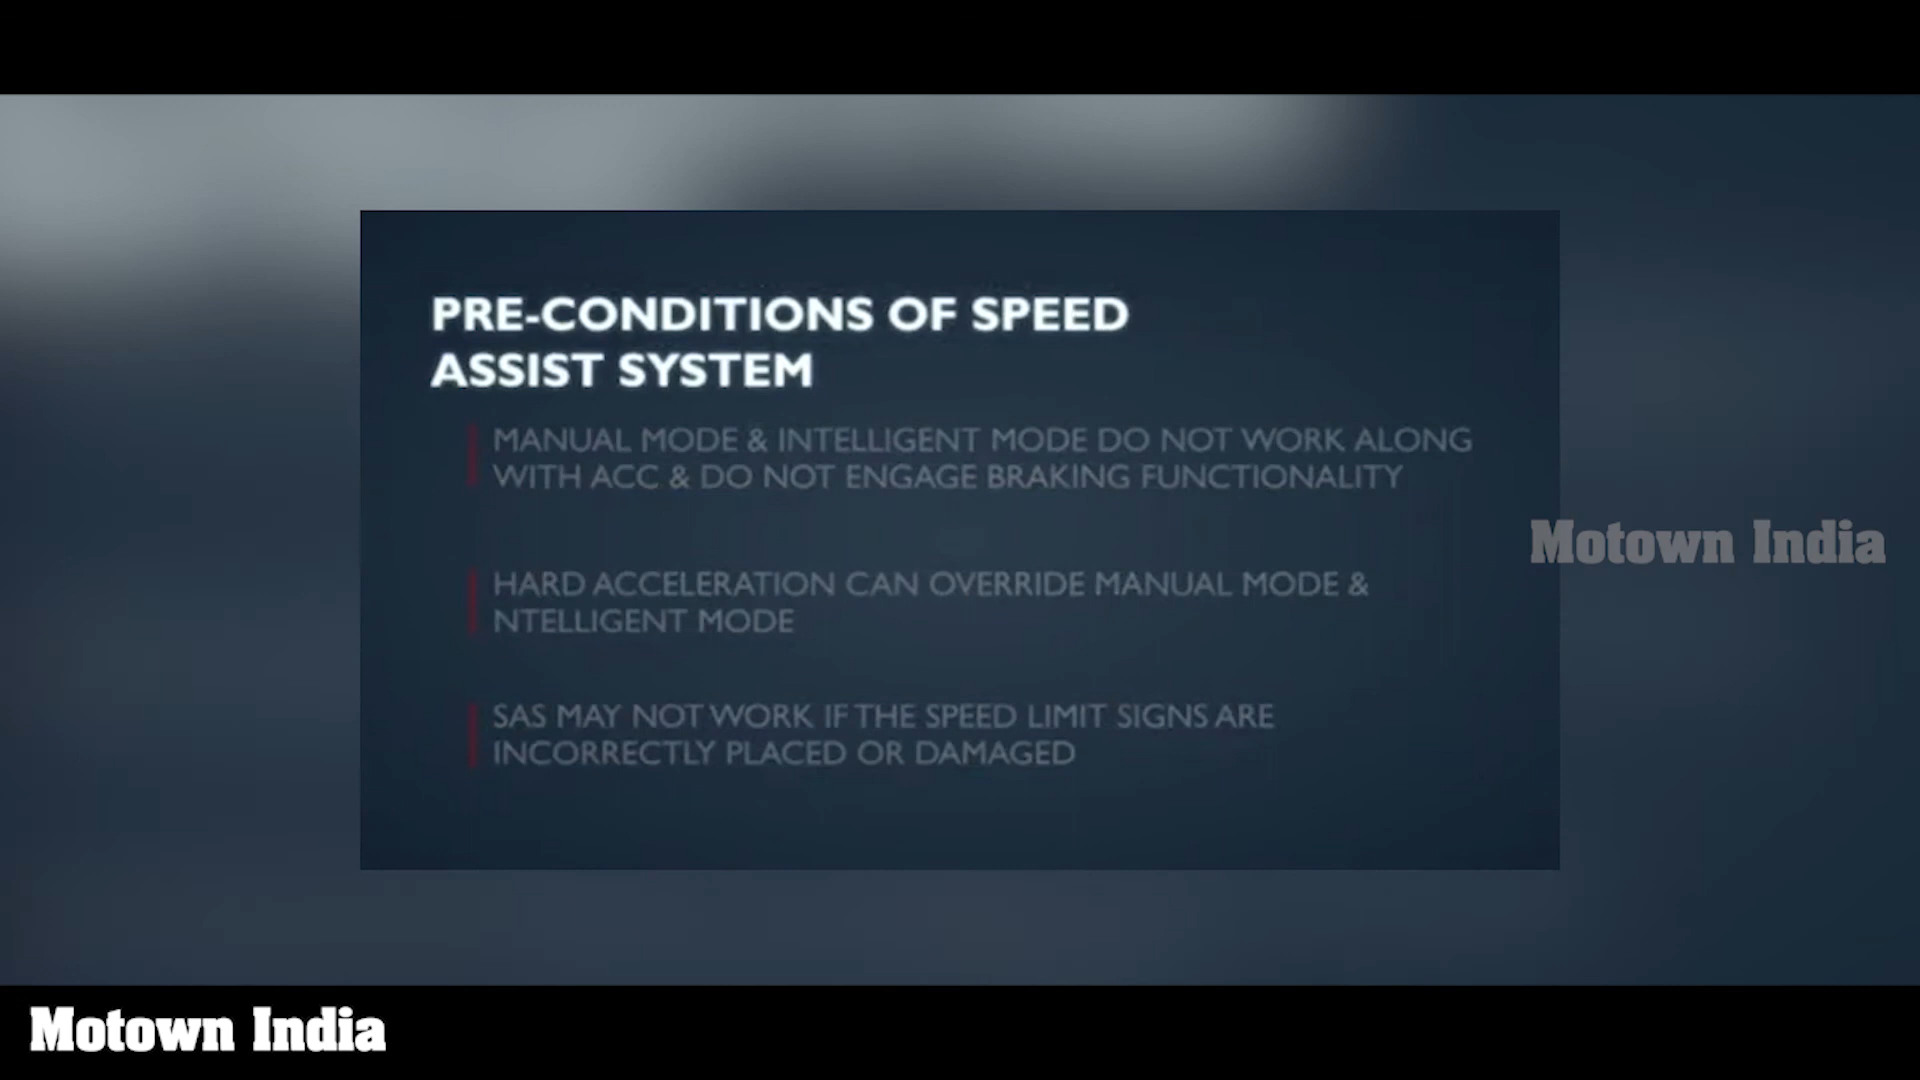 PRE-CONDITIONS OF SPEED
ASSIST SYSTEM
MANUAL MODE & INTELLIGENT MODE DO NOT WORK ALONG
WITH ACC & DO NOT ENGAGE BRAKING FUNCTIONALITY
HARD ACCELERATION CAN OVERRIDE MANUAL MODE &
NTELLIGENT MODE
SAS MAY NOT WORK IF THE SPEED LIMIT SIGNS ARE
INCORRECTLY PLACED OR DAMAGED
Motown India
Motown India